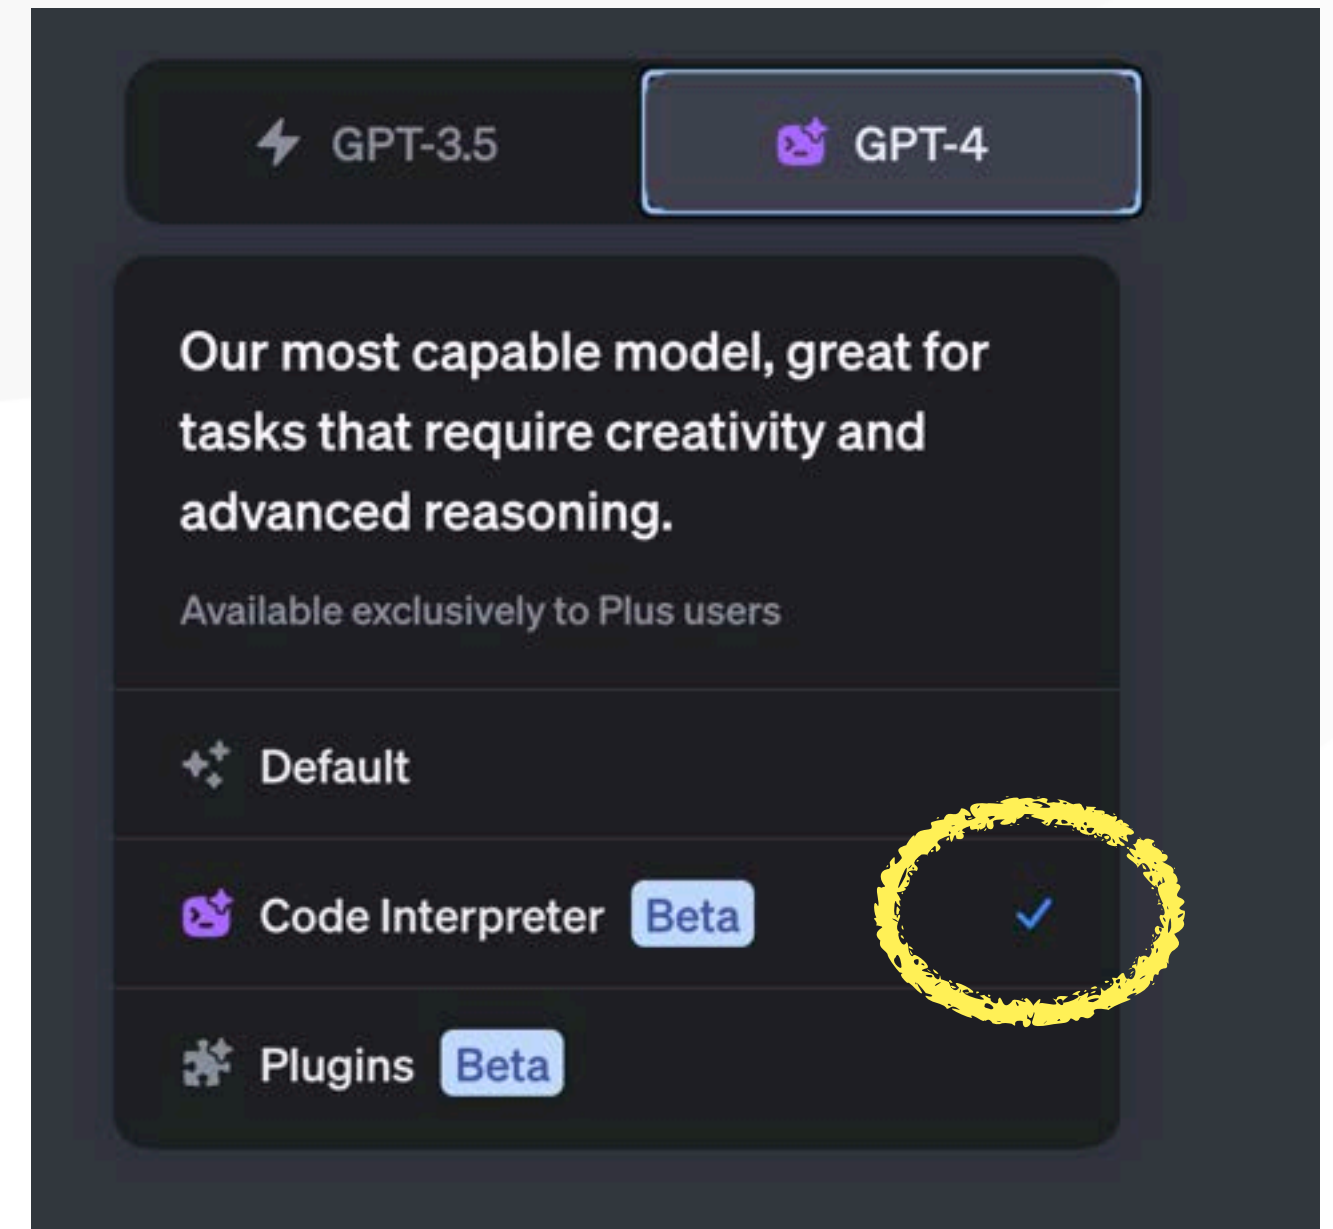 GPT-3.5
GPT-4
Our most capable model, great for
tasks that require creativity and
advanced reasoning.
Available exclusively to Plus users
Default
Code Interpreter Beta
Plugins Beta